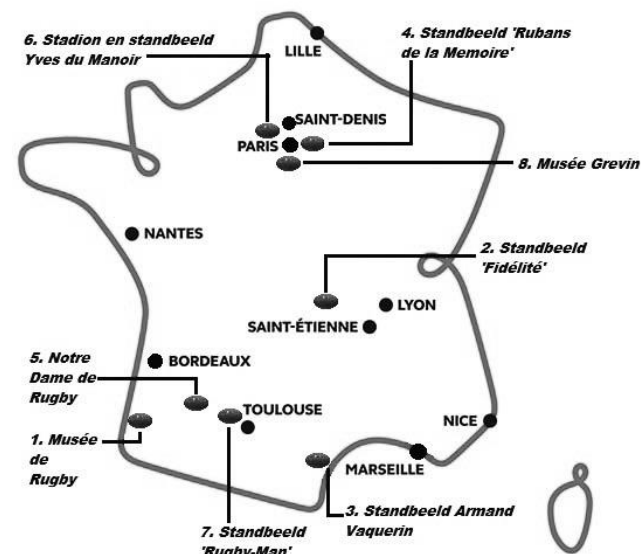 6. Stadion en standbeeld
Yves du Manoir
4. Standbeeld 'Rubans
de la Memoire'
LILLE
SAINT-DENIS
PARIS
8. Musée Grevin
NANTES
2. Standbeeld
'Fidélité'
LYON
SAINT-ÉTIENNE
5. Notre
Dame de
Rugby
BORDEAUX
TOULOUSE
NICE
1. Musée
de
Rugby
MARSEILLE
3. Standbeeld Armand
Vaquerin
7. Standbeeld
'Rugby-Man'